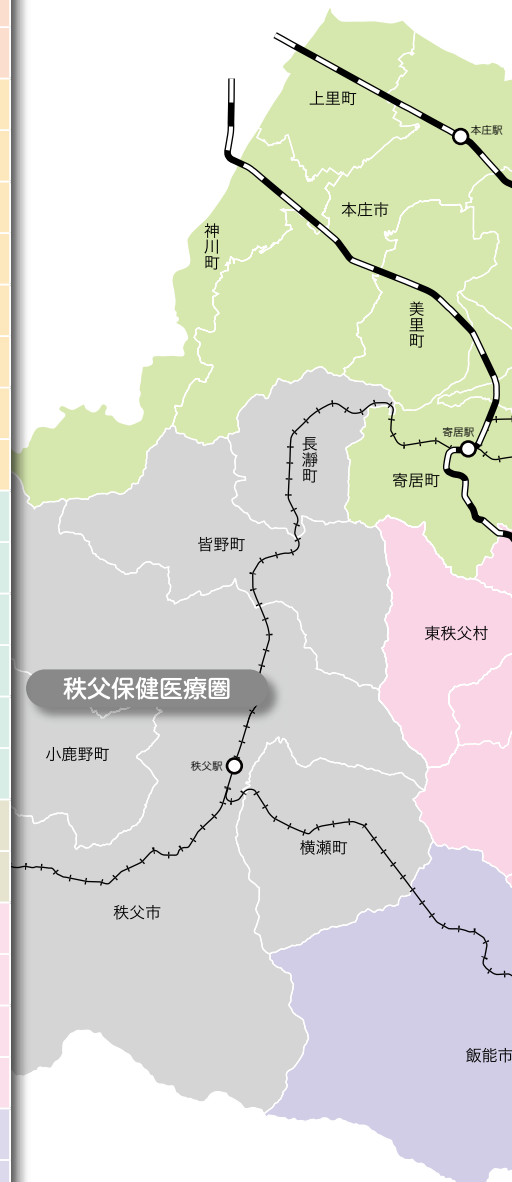 上里町
本庄駅
本庄市
神川町
美里町
寄居駅
長瀞町
寄居町
皆野町
東秩父村
秩父保健医療圏
小鹿野町
秩父駅
横瀬町
秩父市
飯能市